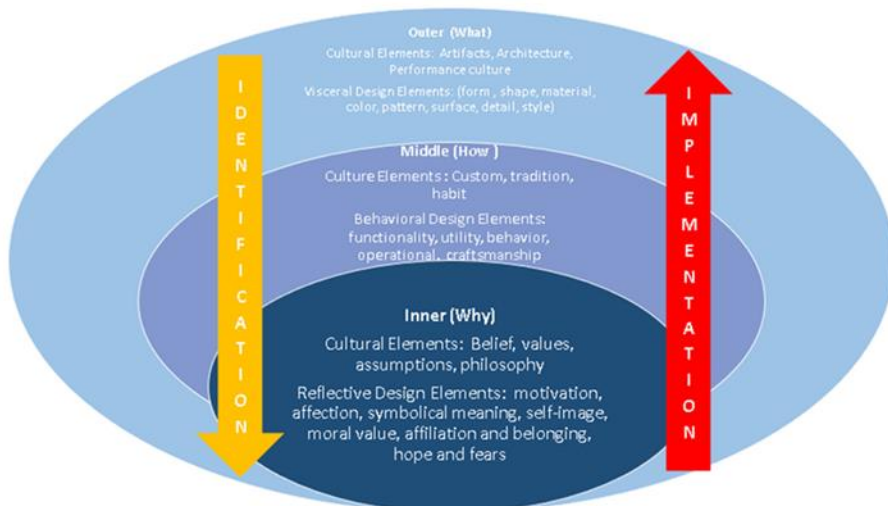 Outer (What)
Cultural Elements: Artifacts, Architecture,
Performance culture
Visceral Design Elements: (form , shape, material,
color, pattern, surface, detail, style)
Middle (How )
Culture Elements : Custom, tradition,
habit
Behavioral Design Elements:
functionality, utility, behavior,
operational, craftsmanship
Inner (Why)
Cultural Elements: Belief, values,
assumptions, philosophy
Reflective Design Elements: motivation,
affection, symbolical meaning, self-image,
moral value, affiliation and belonging,
hope and fears
IDENTIFICATION
IMPLEMENTATION